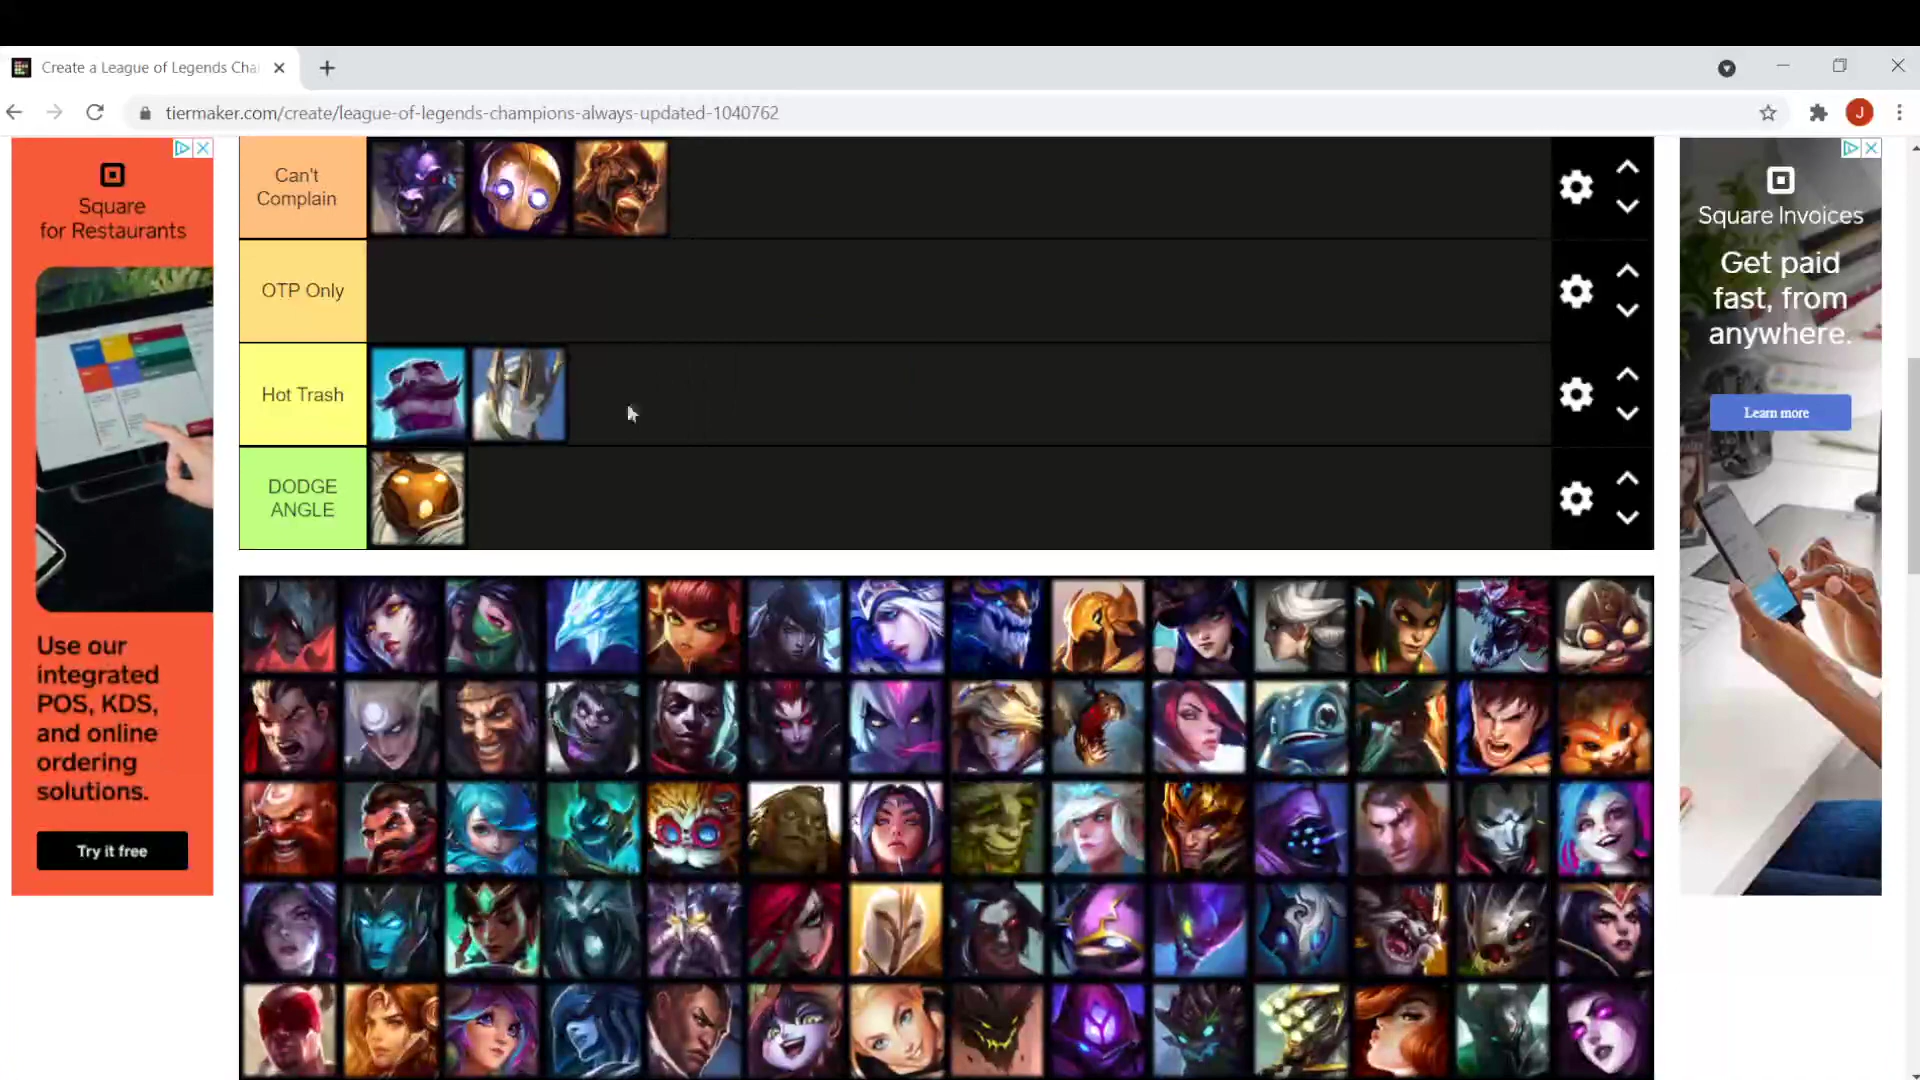 Create a League of Legends Cha
tiermaker.com/create/league-of-legends-champions-always-updated-1040762
J
Square
for Restaurants
Use our
integrated
POS, KDS,
and online
ordering
solutions.
Try it free
Can't
Complain
OTP Only
Hot Trash
DODGE
ANGLE
Square Invoices
Get paid
fast, from
anywhere.
Learn more